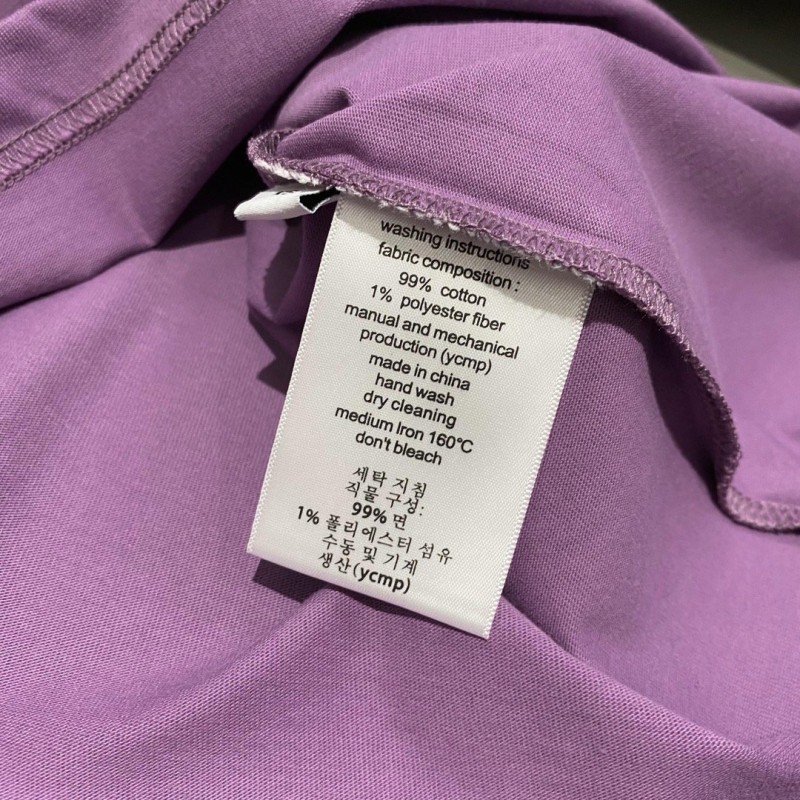 washing instructions
fabric composition :
99% cotton
1% polyester fiber
manual and mechanical
production (ycmp)
made in china
hand wash
dry cleaning
medium Iron 160℃
don't bleach
세탁 지침
직물 구성:
99% 면
1% 폴리에스터 섬유
수동 및 기계
생산(ycmp)